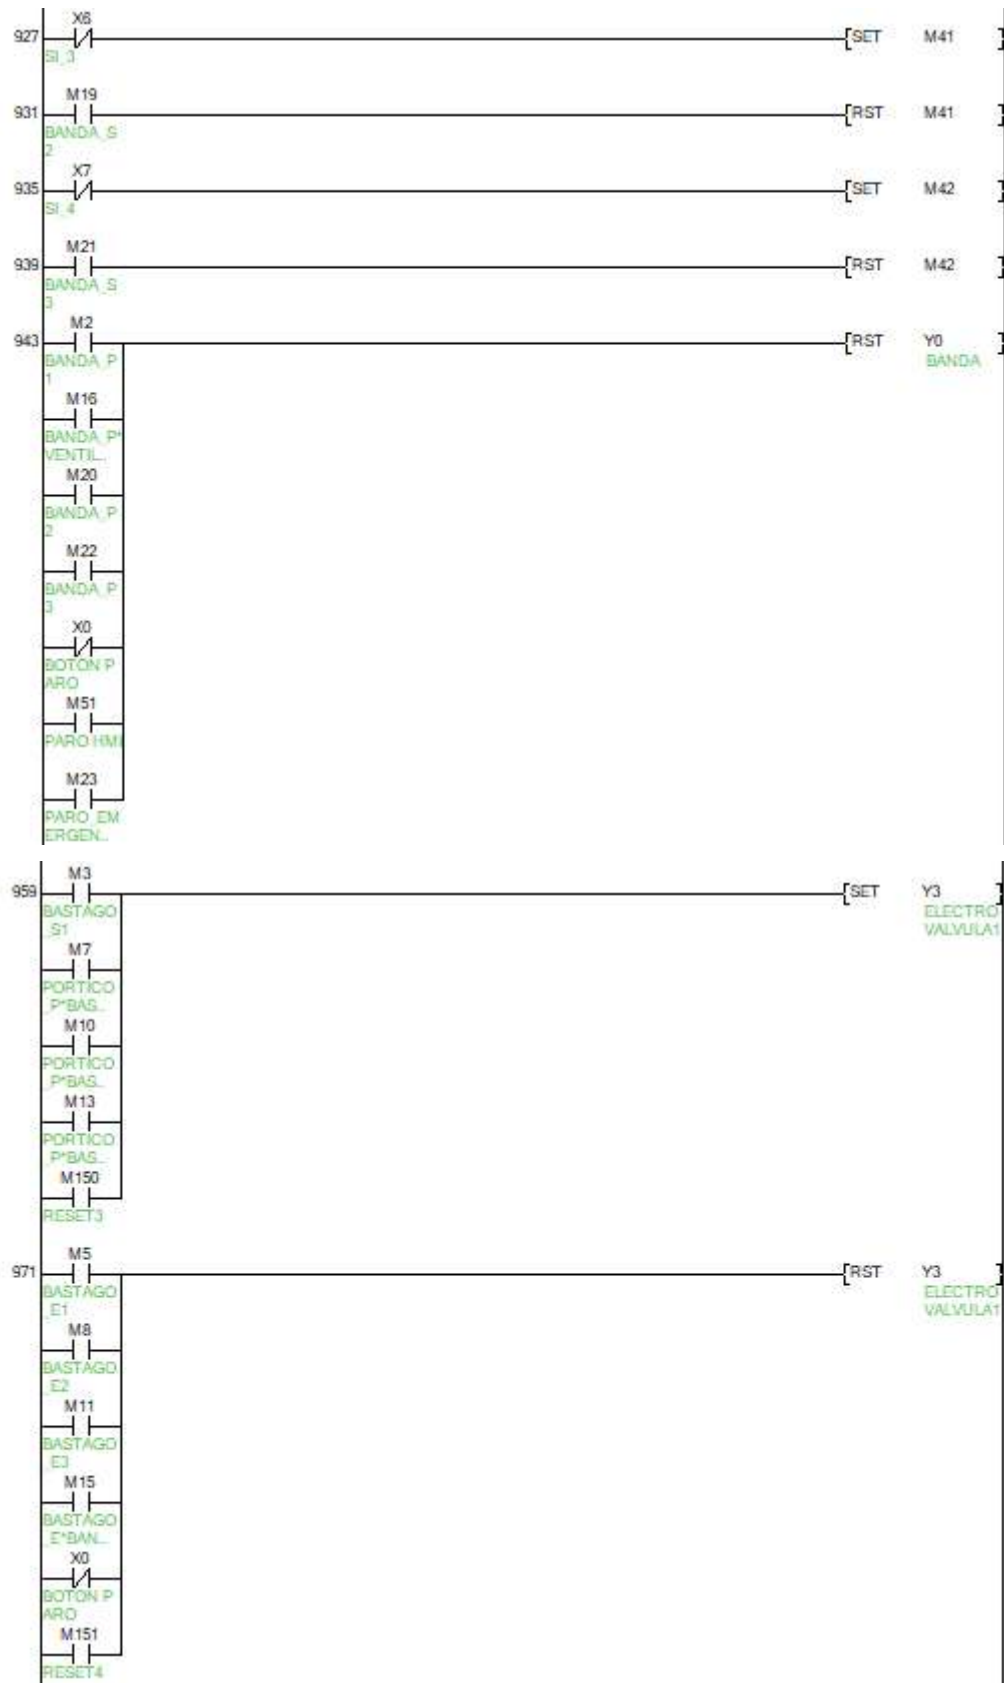 X6
927 [SET M41 ]
SI_3
M19
931 [RST M41 ]
BANDA_S
2
X7
935 [SET M42 ]
SI_4
M21
939 [RST M42 ]
BANDA_S
3
M2
943 [RST Y0 ]
BANDA_P BANDA
1
M16
BANDA_P*
VENTIL..
M20
BANDA_P
2
M22
BANDA_P
3
X0
BOTON P
ARO
M51
PARO HMI
M23
PARO_EM
ERGEN..
M3
959 [SET Y3 ]
BASTAGO ELECTRO
_S1 VALVULA1
M7
PORTICO
_P*BAS..
M10
PORTICO
_P*BAS..
M13
PORTICO
_P*BAS..
M150
RESET3
M5
971 [RST Y3 ]
BASTAGO ELECTRO
_E1 VALVULA1
M8
BASTAGO
_E2
M11
BASTAGO
_E3
M15
BASTAGO
_E*BAN..
X0
BOTON P
ARO
M151
RESET4